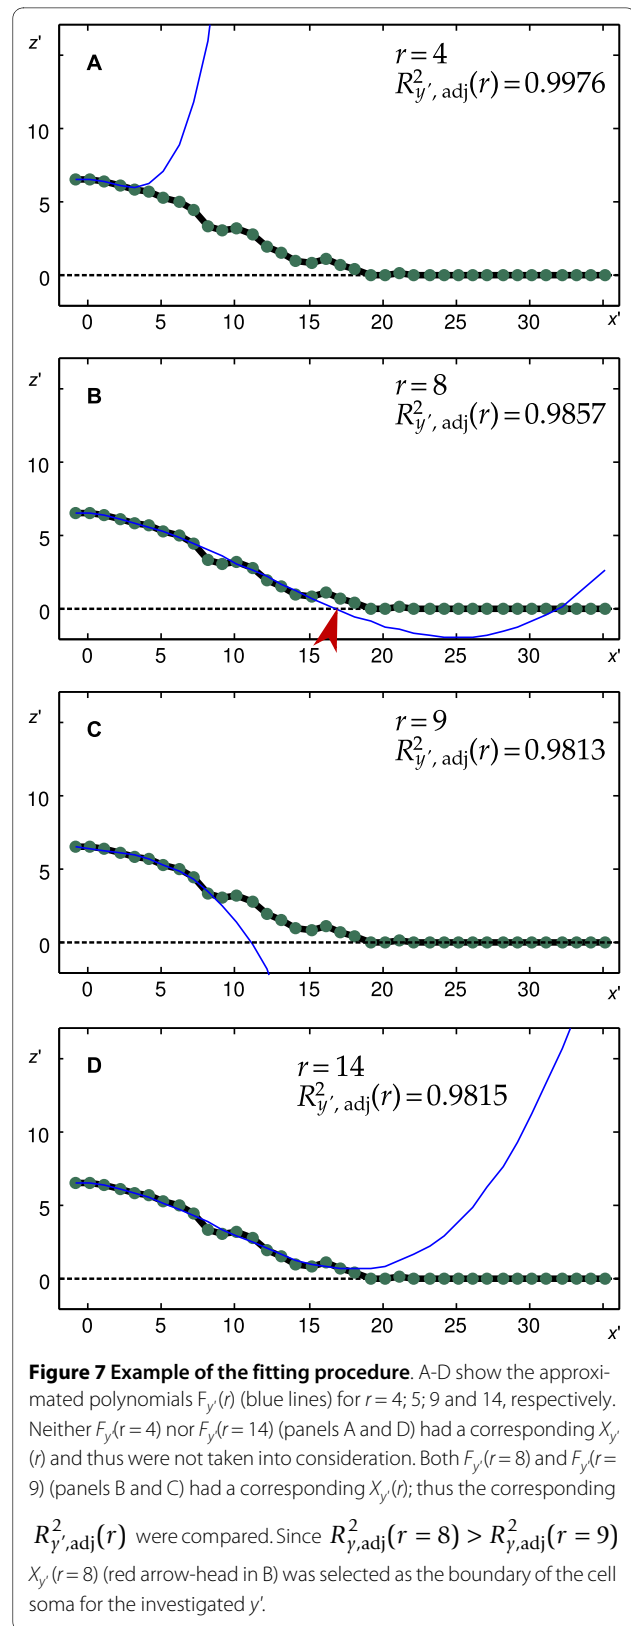 z'
A
r = 4
R²y', adj(r) = 0.9976
10
5
0
0 5 10 15 20 25 30 x'
z'
B
r = 8
R²y', adj(r) = 0.9857
10
5
0
0 5 10 15 20 25 30 x'
z'
C
r = 9
R²y', adj(r) = 0.9813
10
5
0
0 5 10 15 20 25 30 x'
z'
D
r = 14
R²y', adj(r) = 0.9815
10
5
0
0 5 10 15 20 25 30 x'
Figure 7 Example of the fitting procedure. A-D show the approxi-
mated polynomials Fy'(r) (blue lines) for r = 4; 5; 9 and 14, respectively.
Neither Fy'(r = 4) nor Fy'(r = 14) (panels A and D) had a corresponding Xy'
(r) and thus were not taken into consideration. Both Fy'(r = 8) and Fy'(r =
9) (panels B and C) had a corresponding Xy'(r); thus the corresponding
R²y',adj(r) were compared. Since R²y,adj(r = 8) > R²y,adj(r = 9)
Xy' (r = 8) (red arrow-head in B) was selected as the boundary of the cell
soma for the investigated y'.